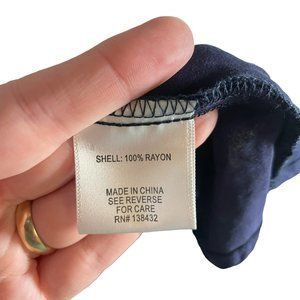 SHELL: 100% RAYON
MADE IN CHINA
SEE REVERSE
FOR CARE
RN# 138432